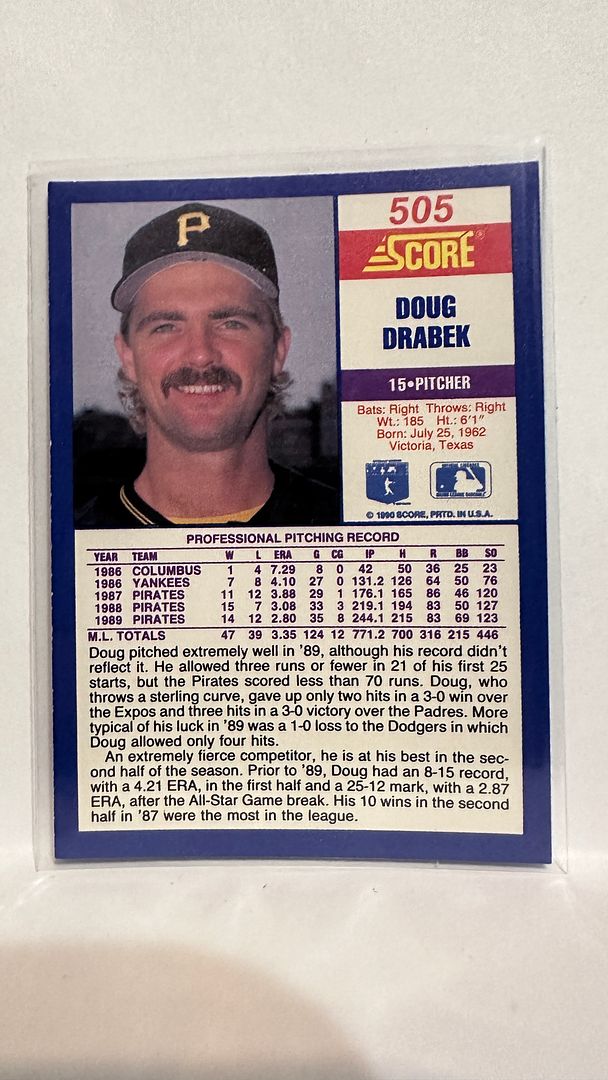 P
505
SCORE®
DOUG
DRABEK
15•PITCHER
Bats: Right Throws: Right
Wt.: 185 Ht.: 6'1"
Born: July 25, 1962
Victoria, Texas
© 1990 SCORE, PRTD. IN U.S.A.
PROFESSIONAL PITCHING RECORD
YEAR TEAM W L ERA G CG IP H R BB SO
1986 COLUMBUS 1 4 7.29 8 0 42 50 36 25 23
1986 YANKEES 7 8 4.10 27 0 131.2 126 64 50 76
1987 PIRATES 11 12 3.88 29 1 176.1 165 86 46 120
1988 PIRATES 15 7 3.08 33 3 219.1 194 83 50 127
1989 PIRATES 14 12 2.80 35 8 244.1 215 83 69 123
M.L. TOTALS 47 39 3.35 124 12 771.2 700 316 215 446
Doug pitched extremely well in '89, although his record didn't
reflect it. He allowed three runs or fewer in 21 of his first 25
starts, but the Pirates scored less than 70 runs. Doug, who
throws a sterling curve, gave up only two hits in a 3-0 win over
the Expos and three hits in a 3-0 victory over the Padres. More
typical of his luck in '89 was a 1-0 loss to the Dodgers in which
Doug allowed only four hits.
An extremely fierce competitor, he is at his best in the sec-
ond half of the season. Prior to '89, Doug had an 8-15 record,
with a 4.21 ERA, in the first half and a 25-12 mark, with a 2.87
ERA, after the All-Star Game break. His 10 wins in the second
half in '87 were the most in the league.